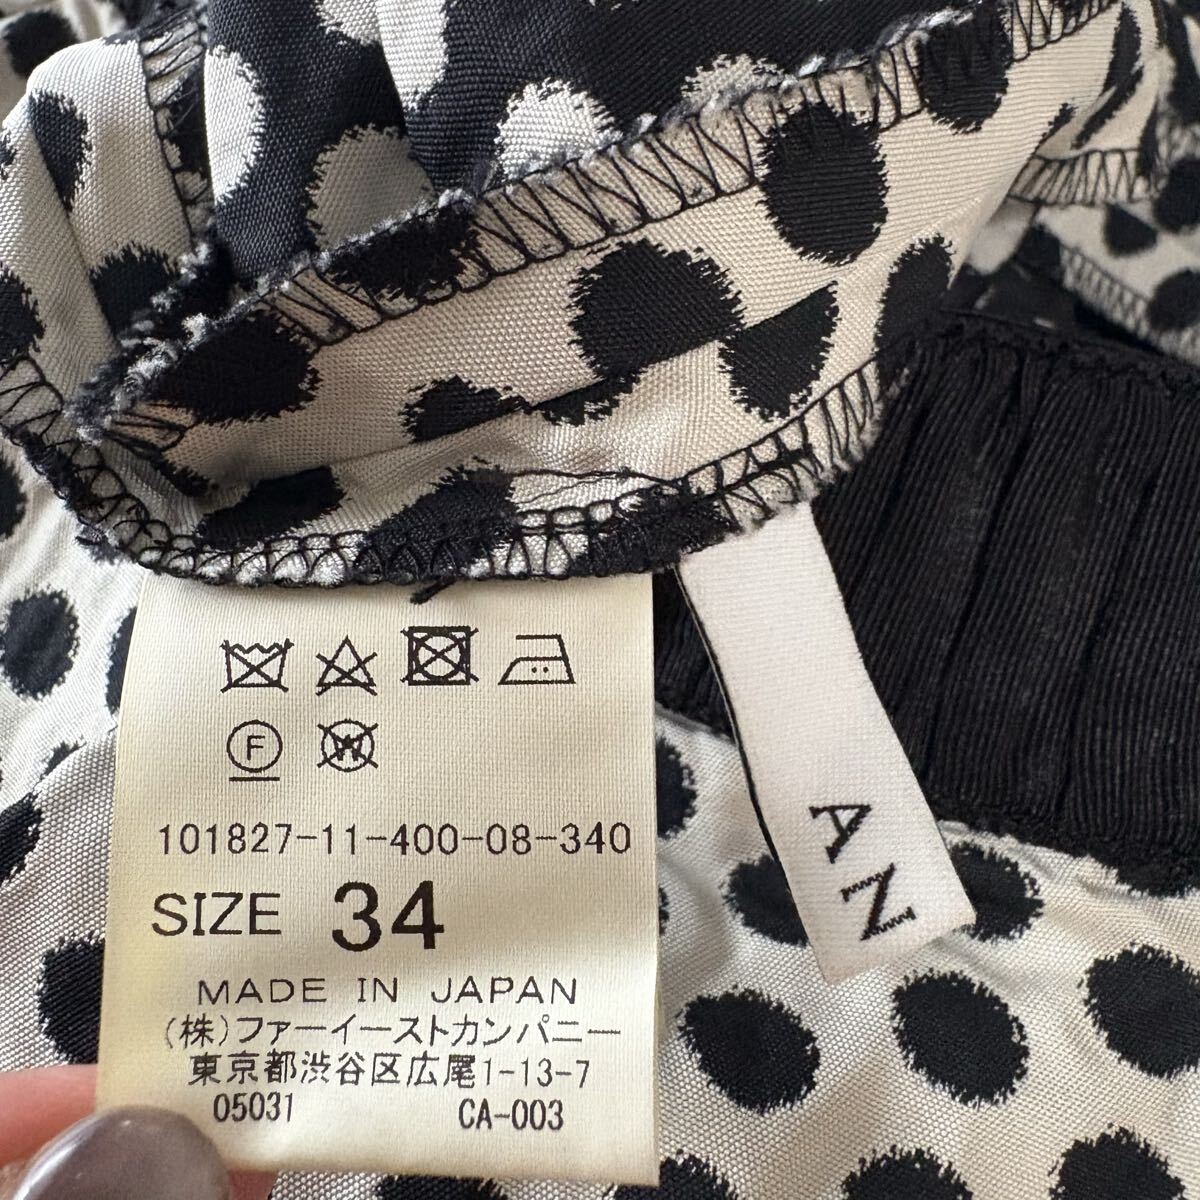 F W
101827-11-400-08-340
SIZE 34
MADE IN JAPAN
(株)ファーイーストカンパニー
東京都渋谷区広尾1-13-7
05031 CA-003
AN